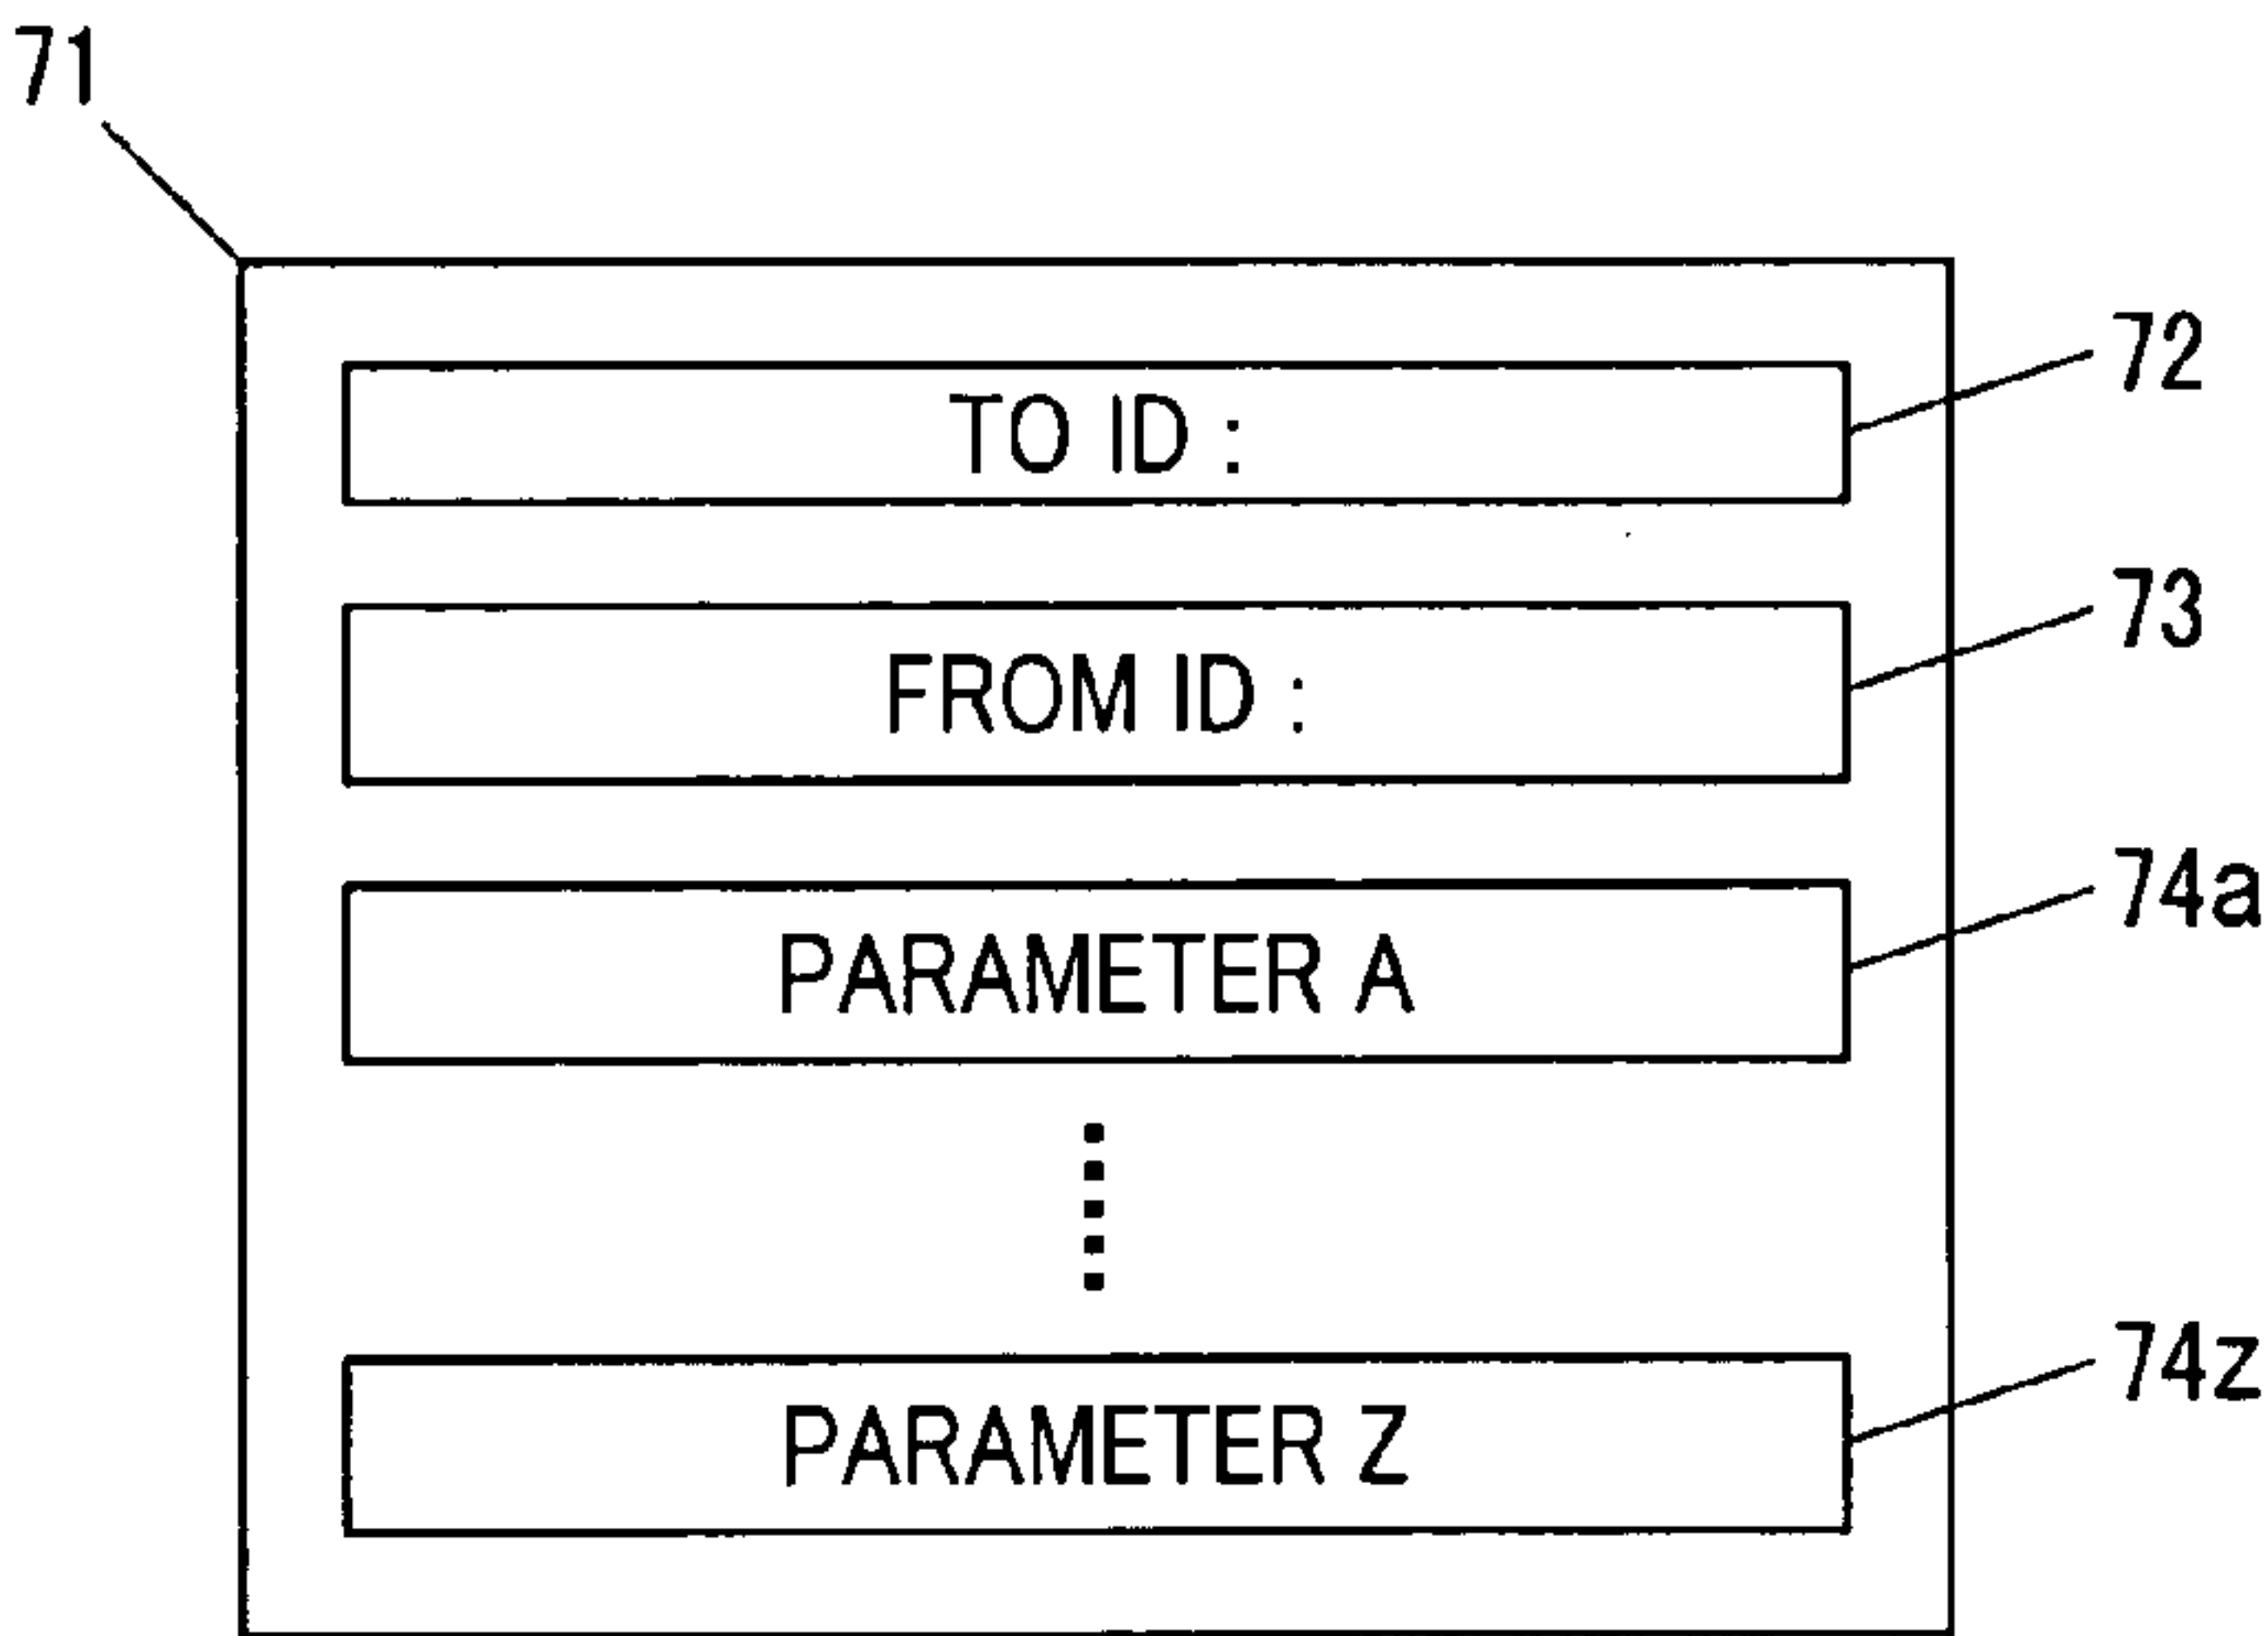 71
TO ID : 72
FROM ID : 73
PARAMETER A 74a
PARAMETER Z 74z